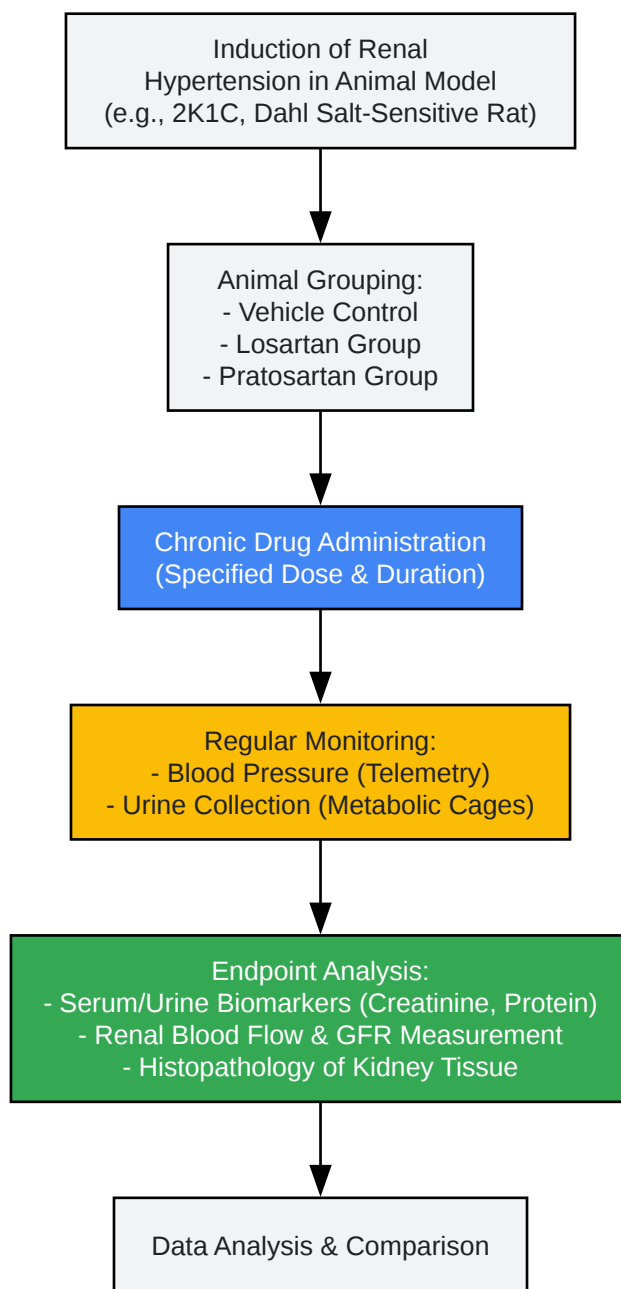 Induction of Renal
Hypertension in Animal Model
(e.g., 2K1C, Dahl Salt-Sensitive Rat)
Animal Grouping:
- Vehicle Control
- Losartan Group
- Pratosartan Group
Chronic Drug Administration
(Specified Dose & Duration)
Regular Monitoring:
- Blood Pressure (Telemetry)
- Urine Collection (Metabolic Cages)
Endpoint Analysis:
- Serum/Urine Biomarkers (Creatinine, Protein)
- Renal Blood Flow & GFR Measurement
- Histopathology of Kidney Tissue
Data Analysis & Comparison